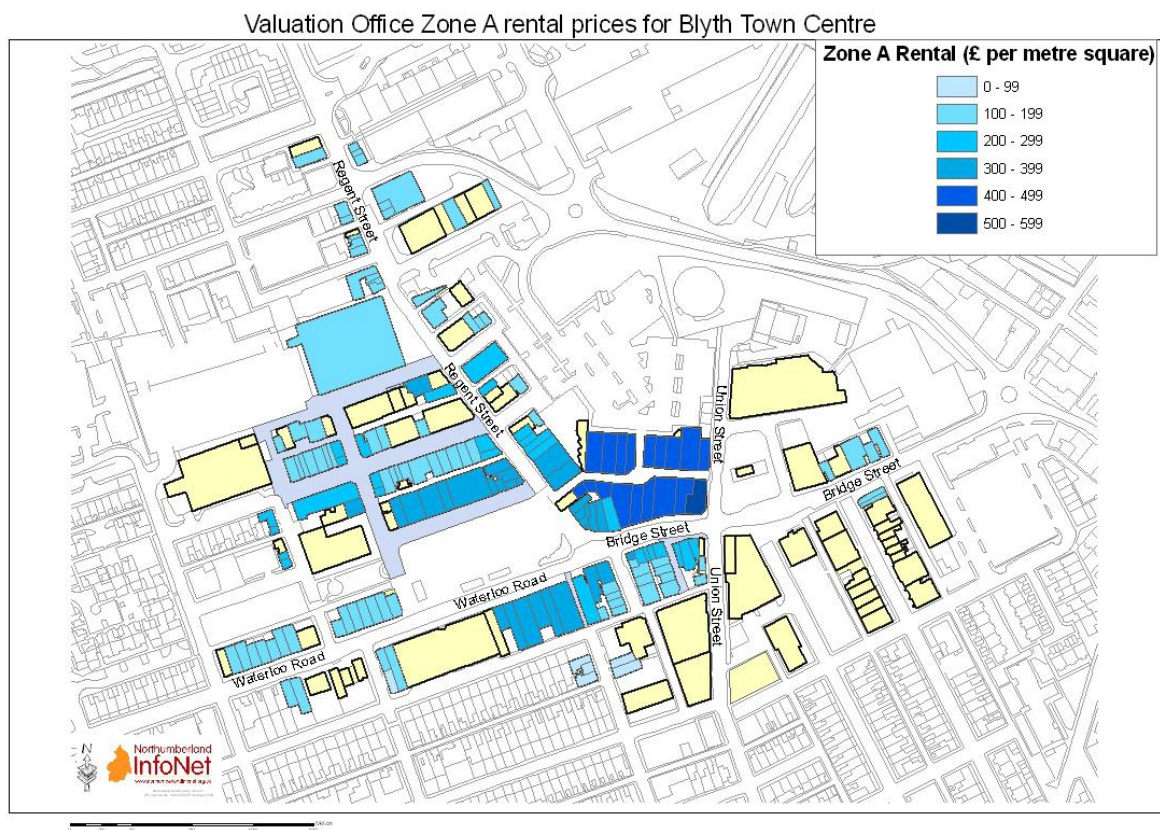 Valuation Office Zone A rental prices for Blyth Town Centre
Zone A Rental (£ per metre square)
0 - 99
100 - 199
200 - 299
300 - 399
400 - 499
500 - 599
Regent Street
Regent Street
Union Street
Bridge Street
Bridge Street
Waterloo Road
Union Street
Waterloo Road
N
Northumberland
InfoNet